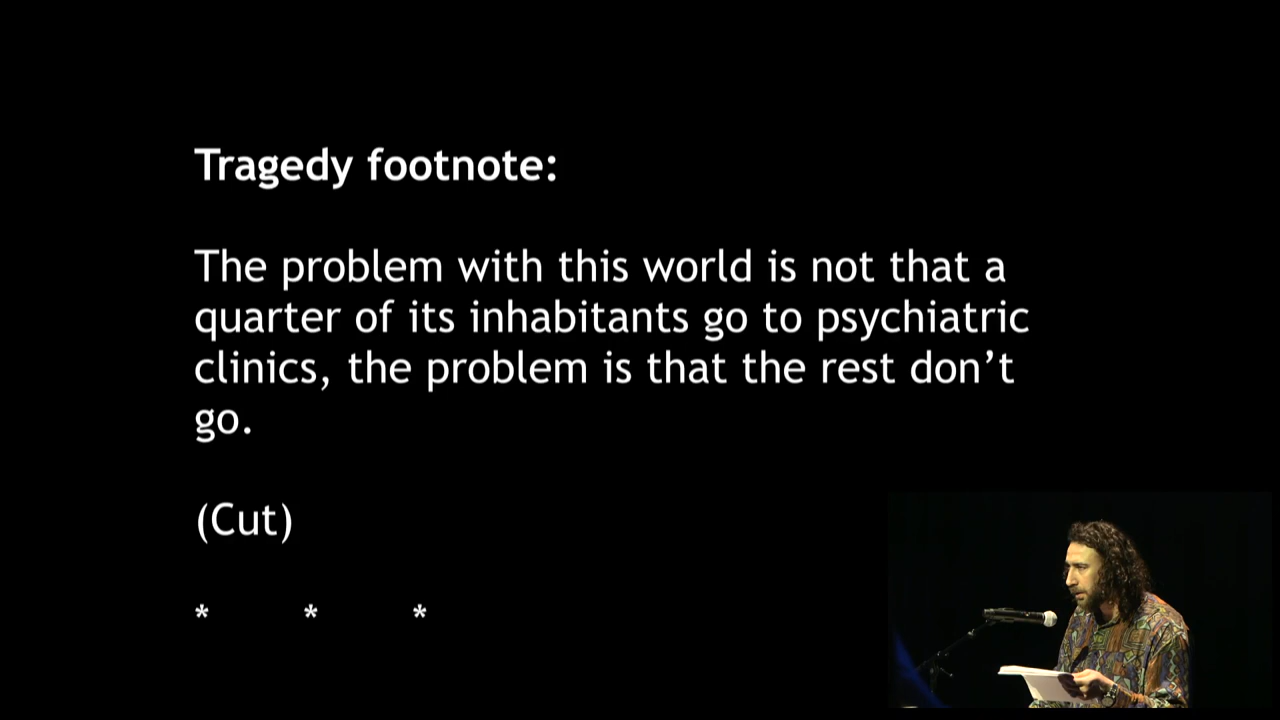 Tragedy footnote:
The problem with this world is not that a
quarter of its inhabitants go to psychiatric
clinics, the problem is that the rest don’t
go.
(Cut)
* * *